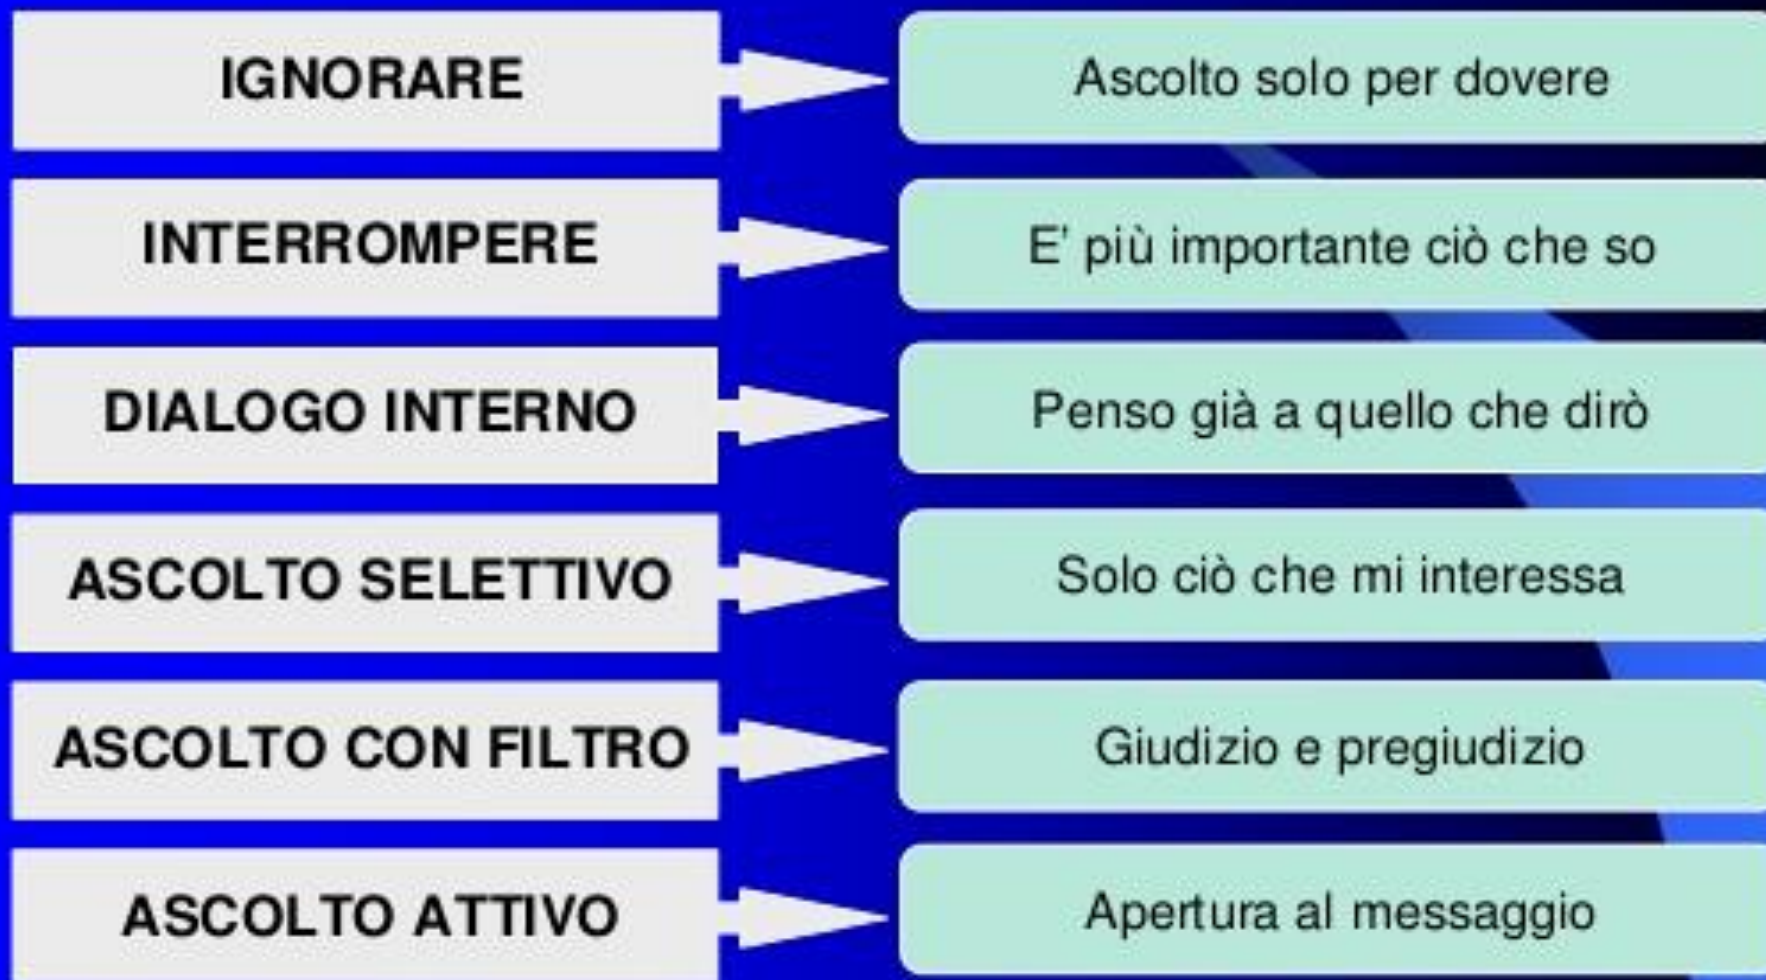 IGNORARE
Ascolto solo per dovere
INTERROMPERE
E' più importante ciò che so
DIALOGO INTERNO
Penso già a quello che dirò
ASCOLTO SELETTIVO
Solo ciò che mi interessa
ASCOLTO CON FILTRO
Giudizio e pregiudizio
ASCOLTO ATTIVO
Apertura al messaggio